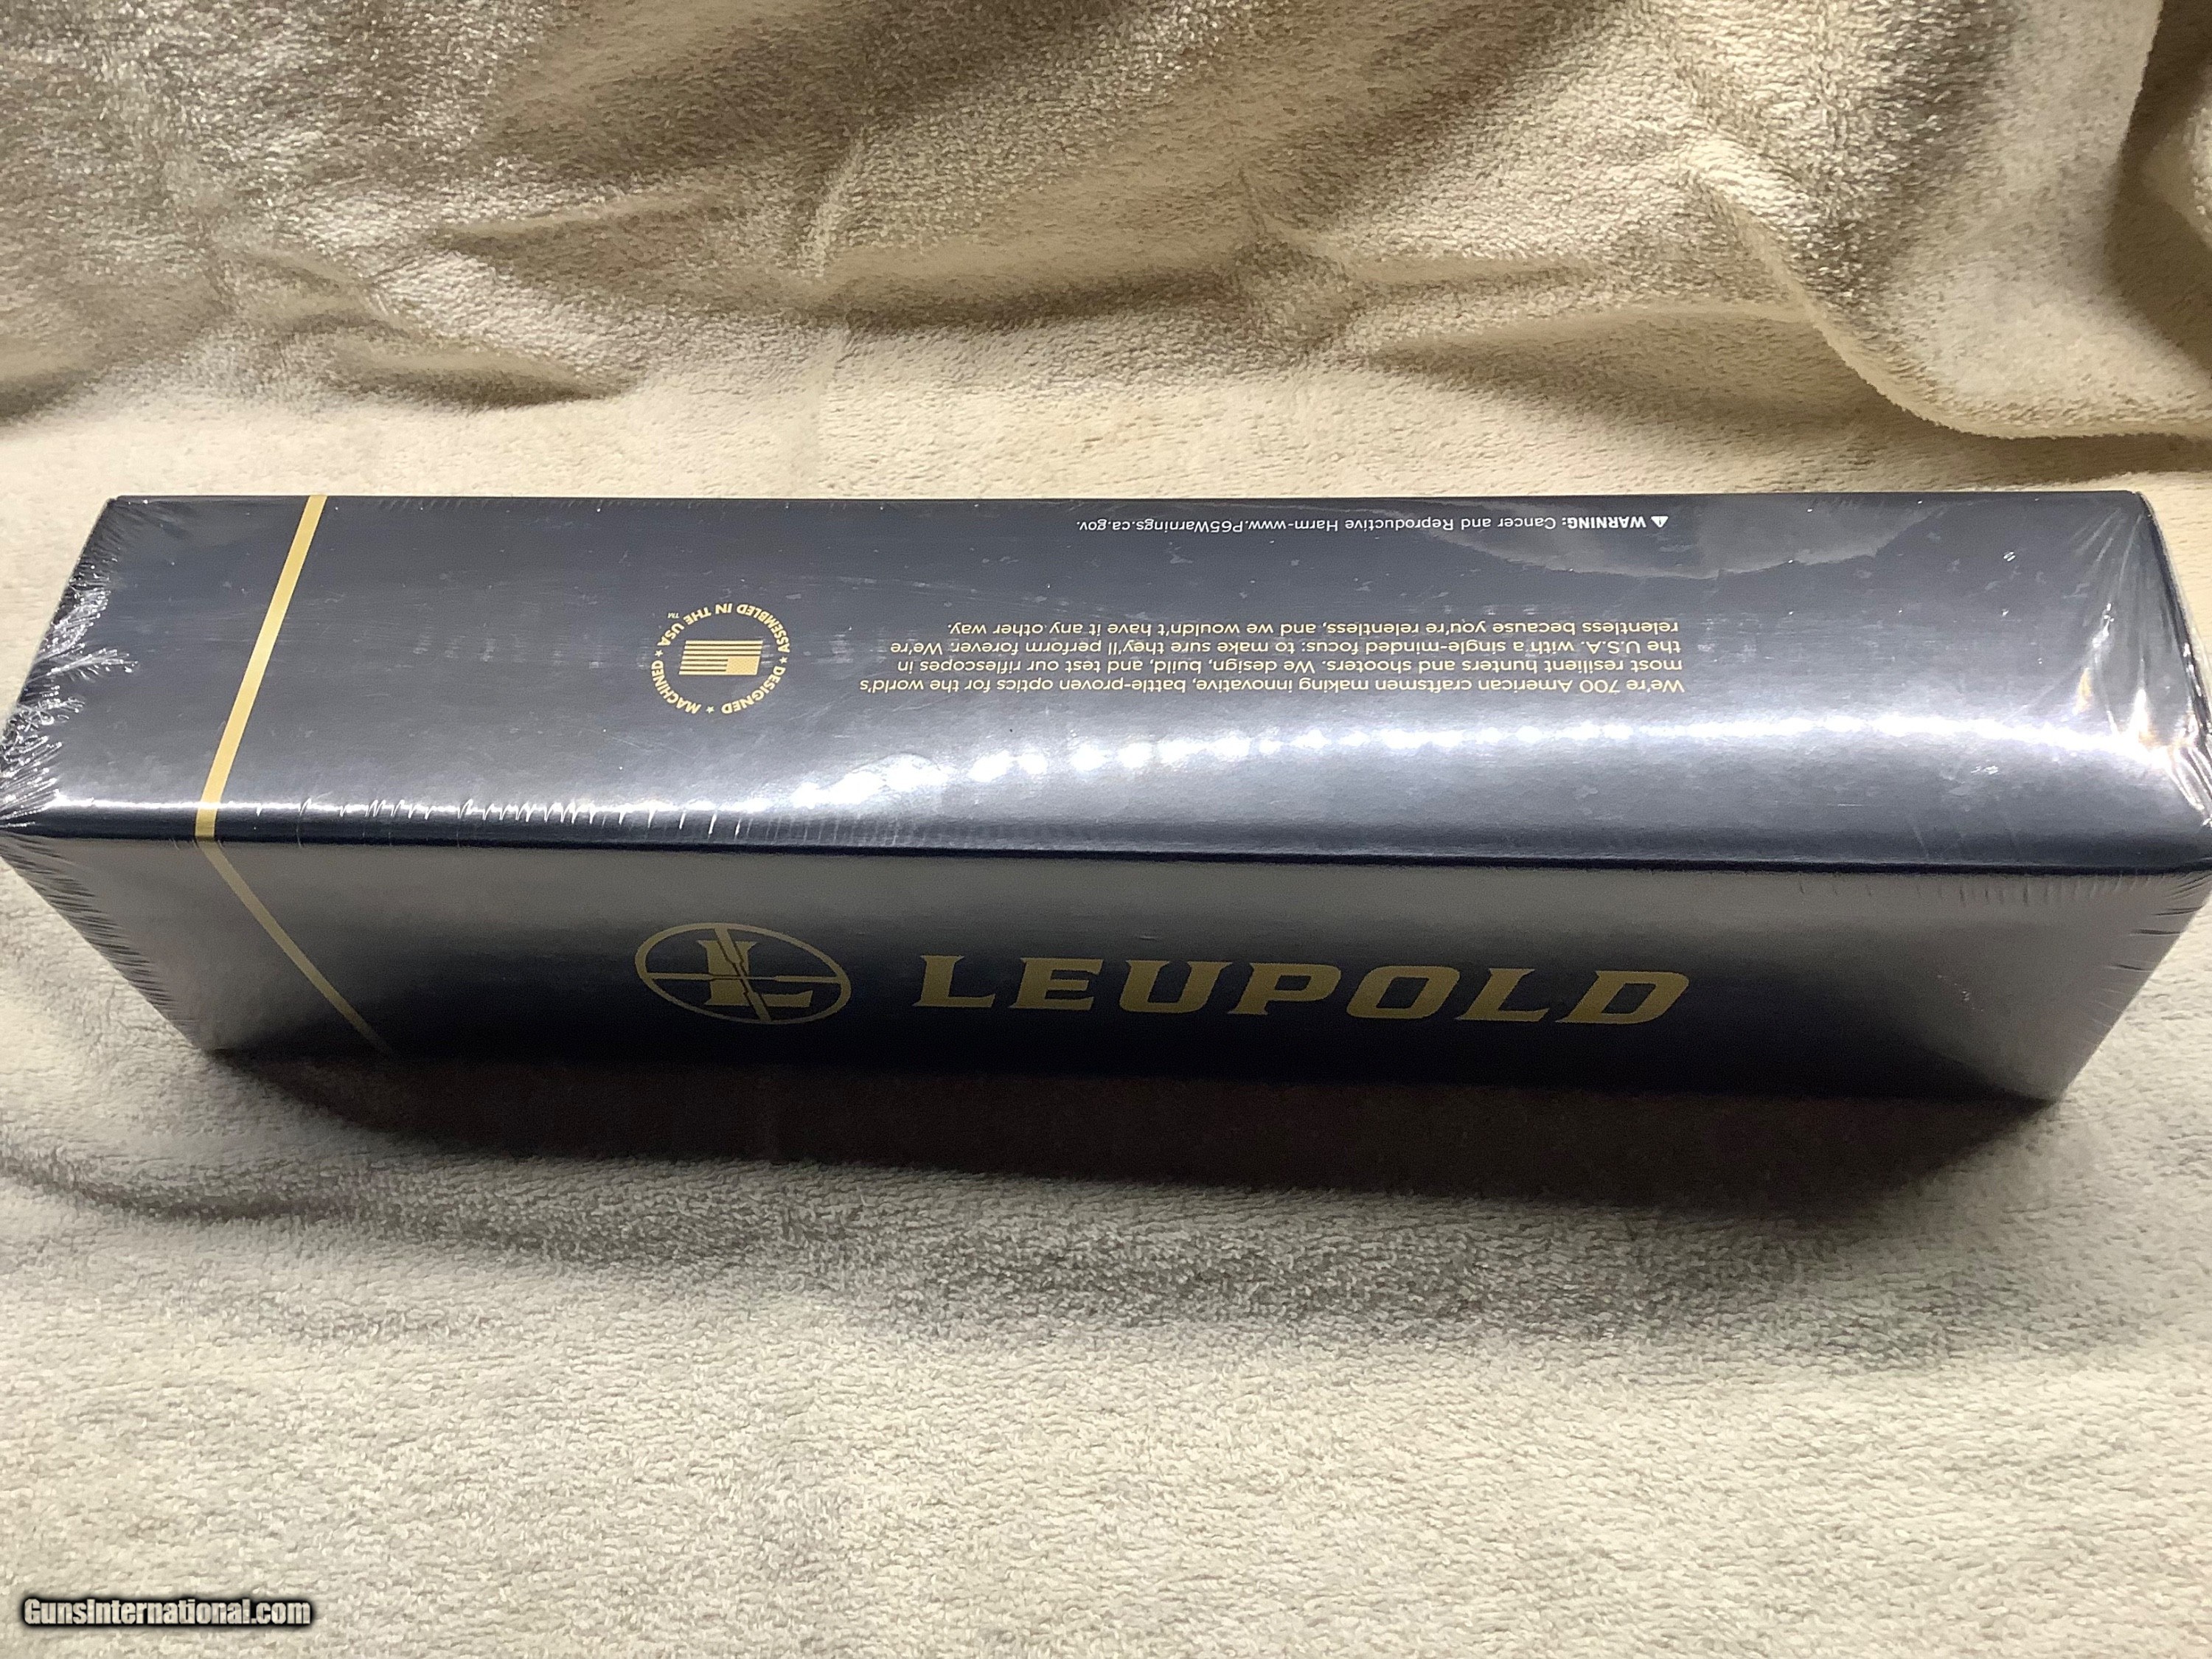 ⚠ WARNING: Cancer and Reproductive Harm-www.P65Warnings.ca.gov.
We're 700 American craftsmen making innovative, battle-proven optics for the world's
most resilient hunters and shooters. We design, build, and test our riflescopes in
the U.S.A. with a single-minded focus: to make sure they'll perform, forever. We're
relentless because you're relentless, and we wouldn't have it any other way.
★ DESIGNED ★ MACHINED ★ ASSEMBLED IN THE USA ™
L LEUPOLD
GunsInternational.com